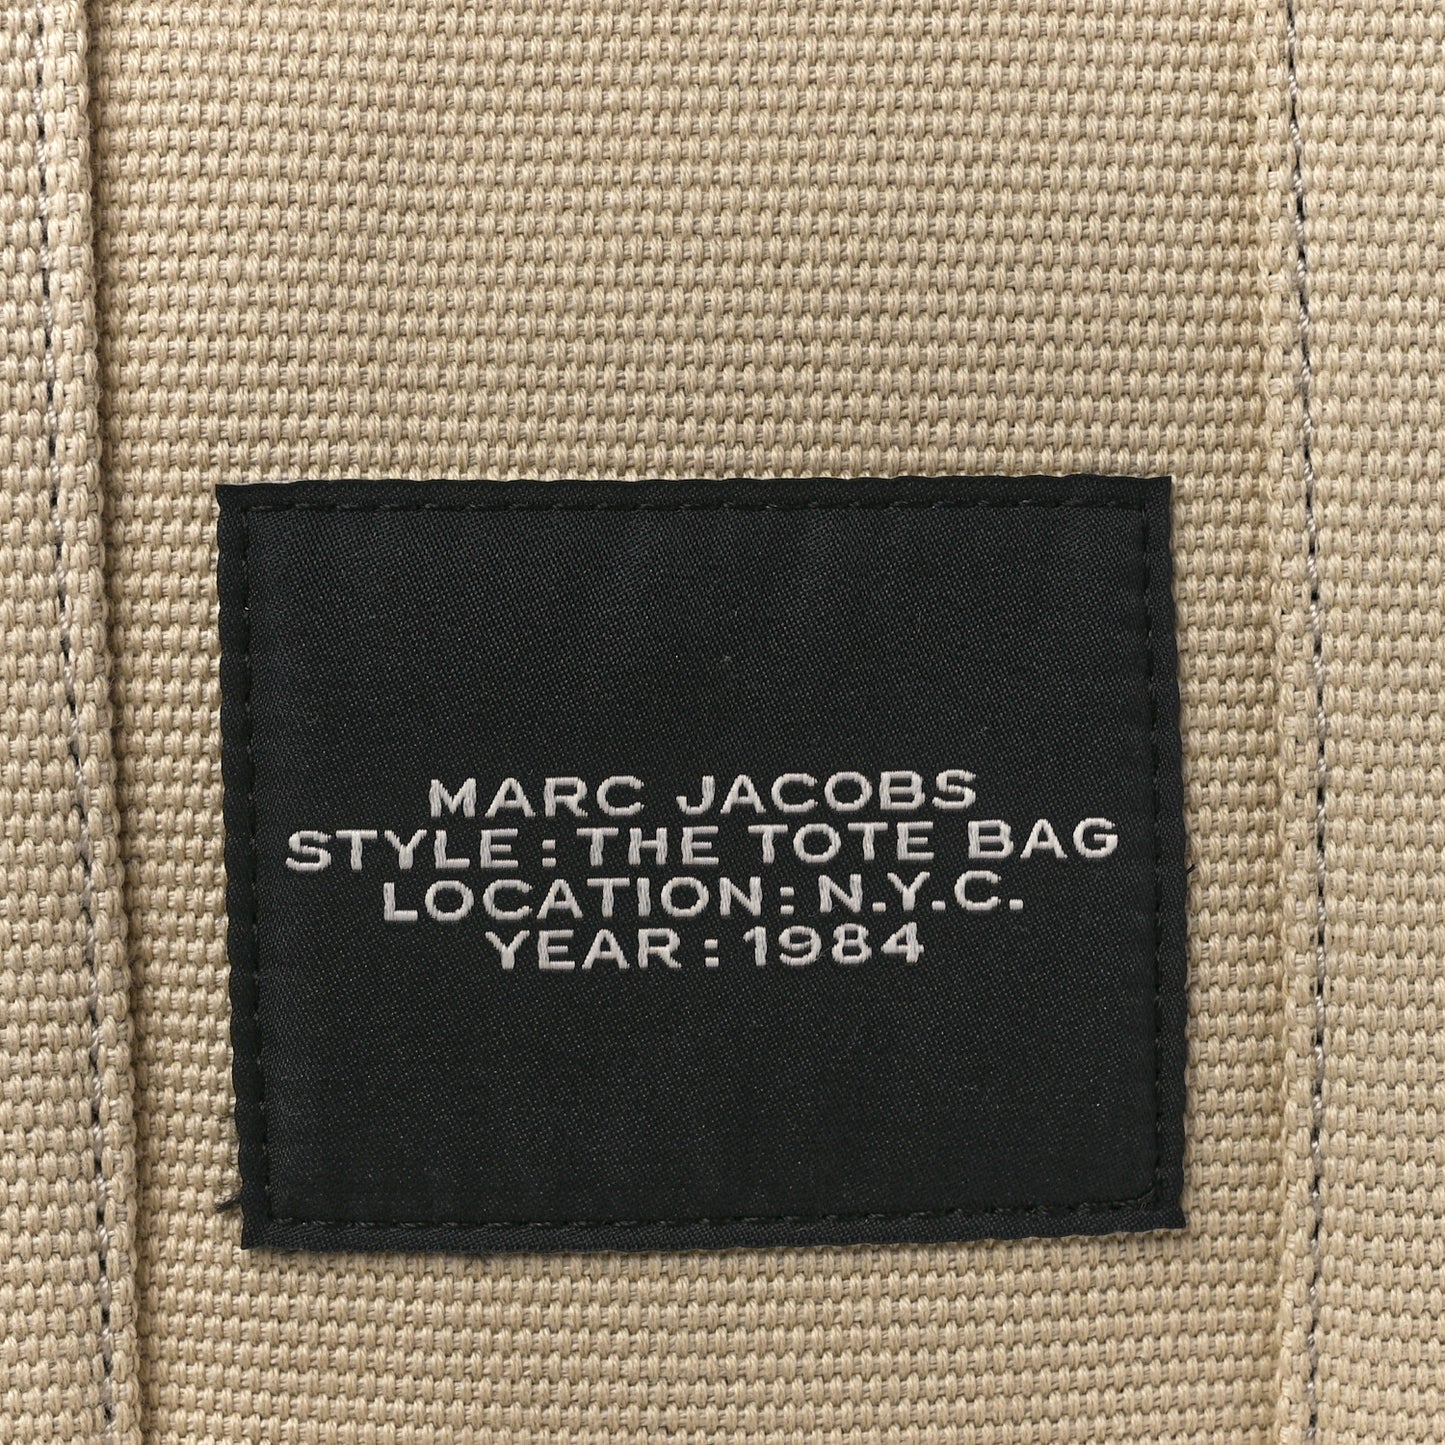 MARC JACOBS
STYLE : THE TOTE BAG
LOCATION : N.Y.C.
YEAR : 1984